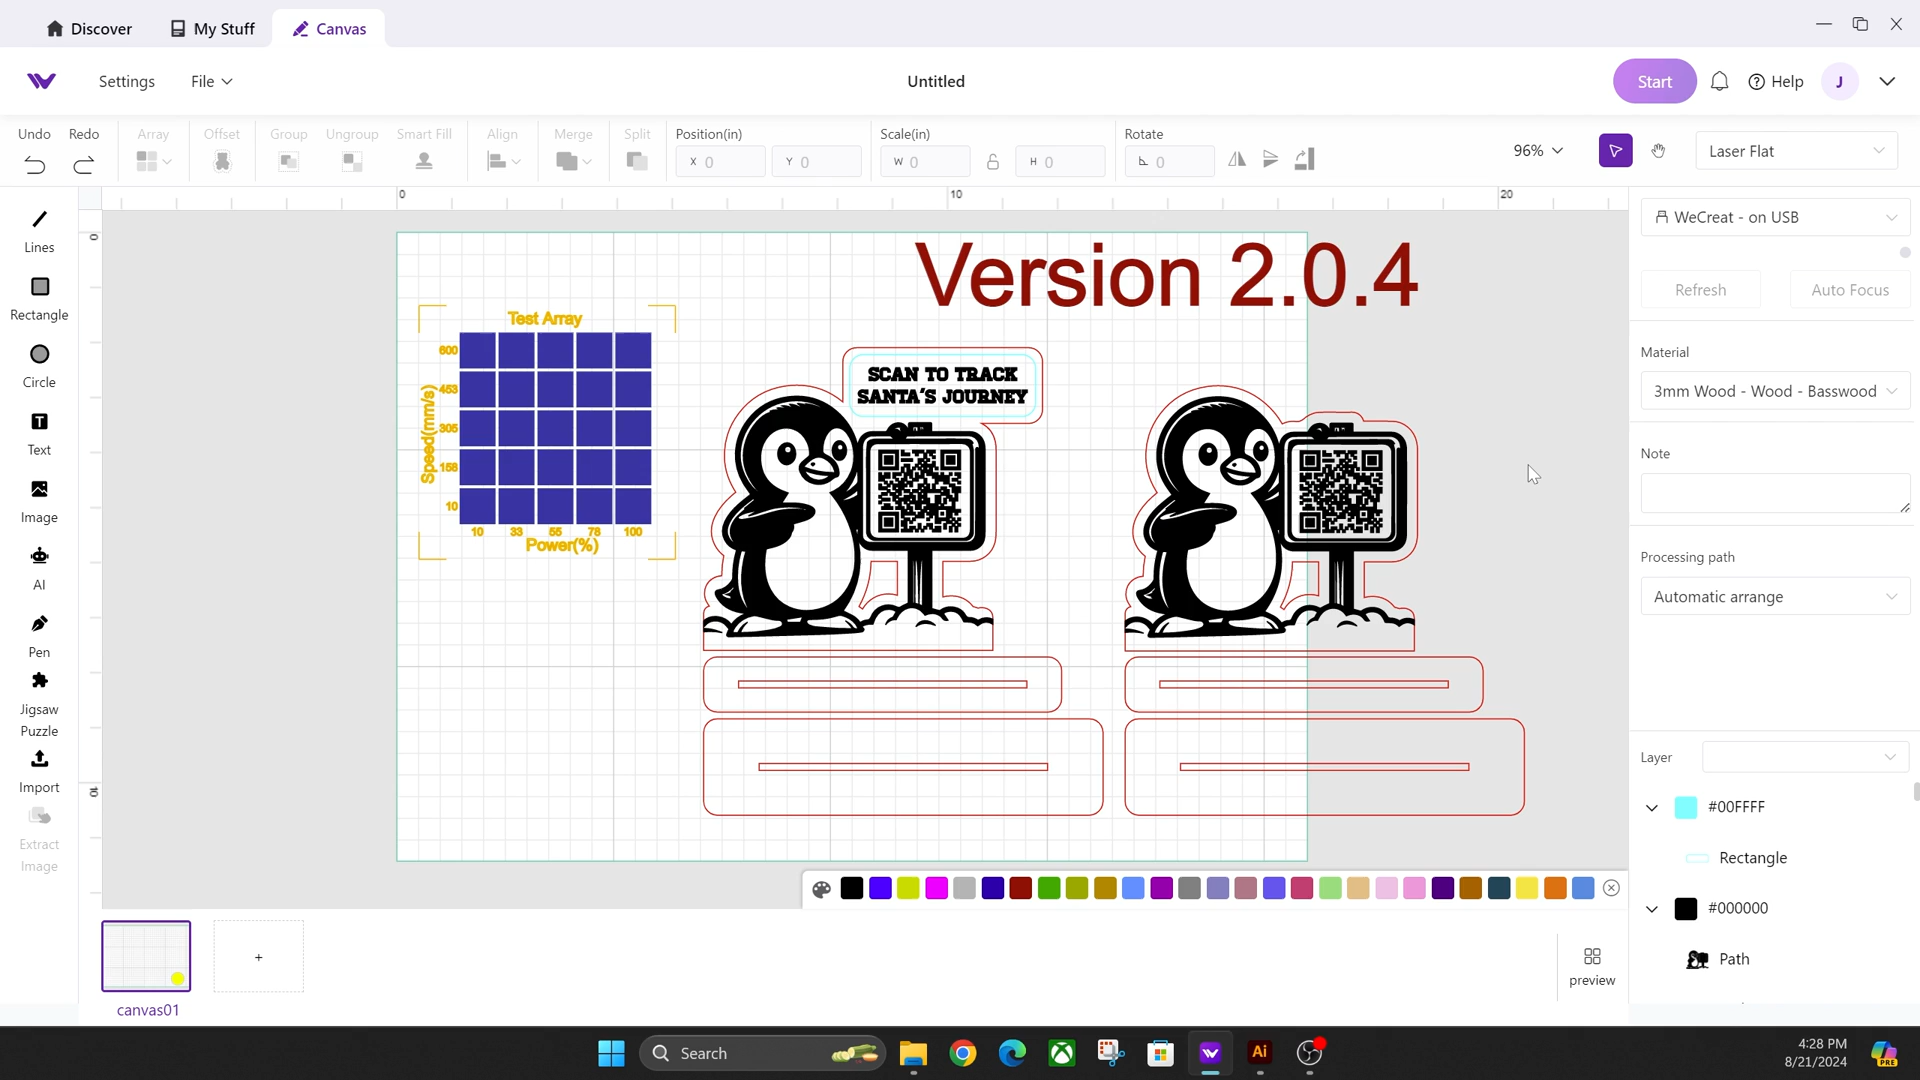 Discover My Stuff Canvas
Settings File Untitled Start Help J
Undo Redo Array Offset Group Ungroup Smart Fill Align Merge Split Position(in) Scale(in) Rotate
X 0 Y 0 W 0 H 0 0 96% Laser Flat
0 10 20
0
10
Lines
Rectangle
Circle
Text
Image
AI
Pen
Jigsaw
Puzzle
Import
Extract
Image
Version 2.0.4
Test Array
Speed(mm/s)
600
453
305
158
10
10 33 55 78 100
Power(%)
SCAN TO TRACK
SANTA'S JOURNEY
WeCreat - on USB
Refresh Auto Focus
Material
3mm Wood - Wood - Basswood
Note
Processing path
Automatic arrange
Layer
#00FFFF
Rectangle
#000000
Path
+
canvas01
preview
Search
Ai
PRE
4:28 PM
8/21/2024